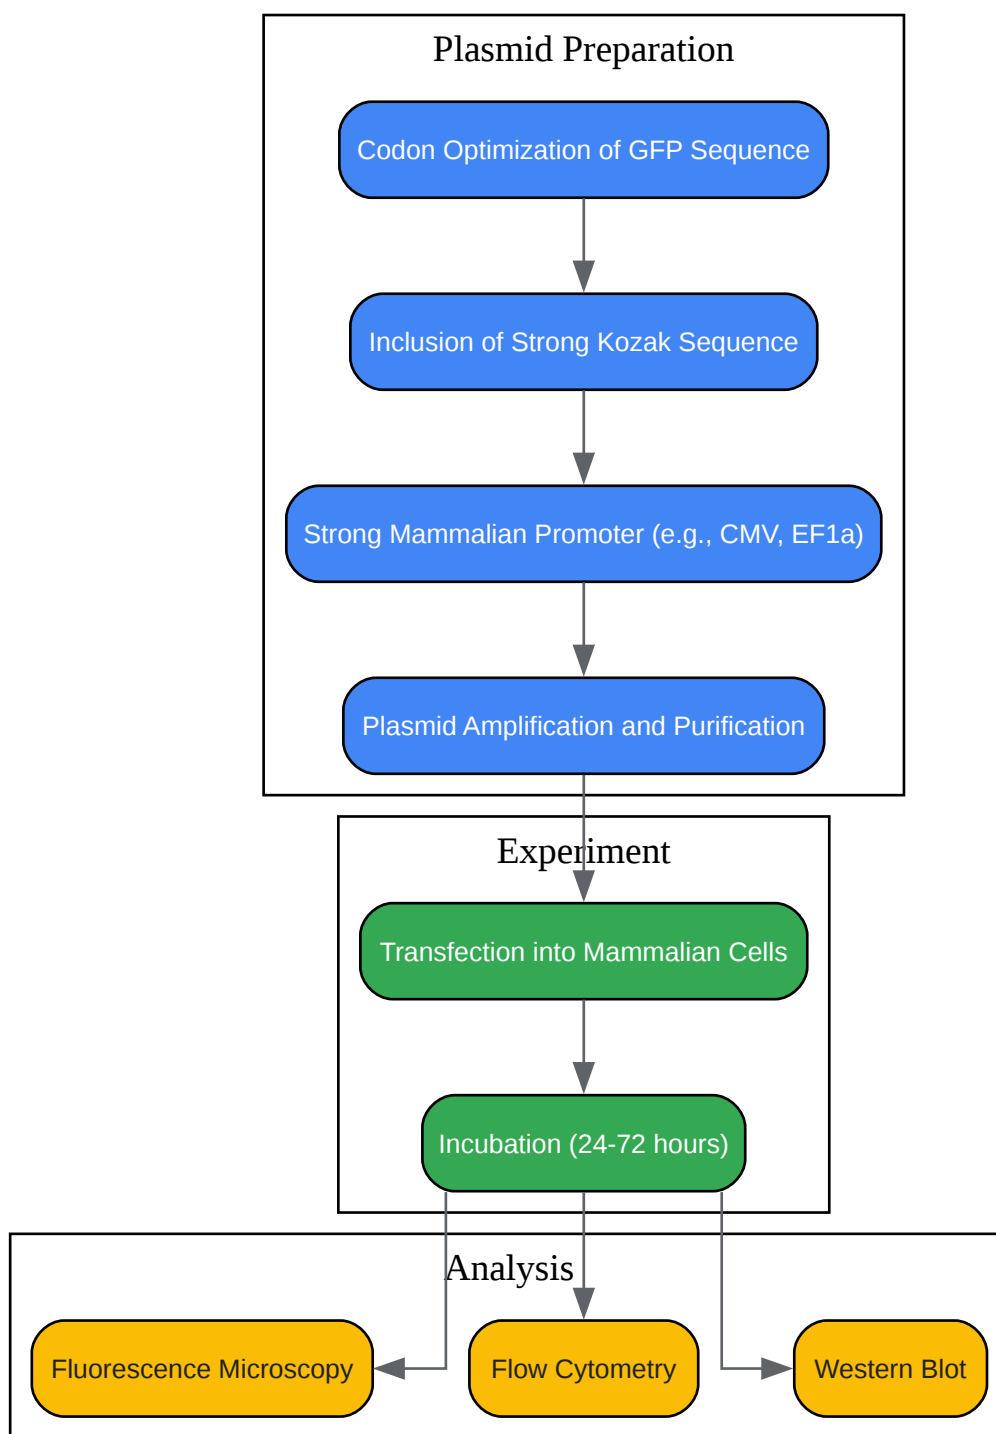 Plasmid Preparation
Codon Optimization of GFP Sequence
Inclusion of Strong Kozak Sequence
Strong Mammalian Promoter (e.g., CMV, EF1a)
Plasmid Amplification and Purification
Experiment
Transfection into Mammalian Cells
Incubation (24-72 hours)
Analysis
Fluorescence Microscopy
Flow Cytometry
Western Blot